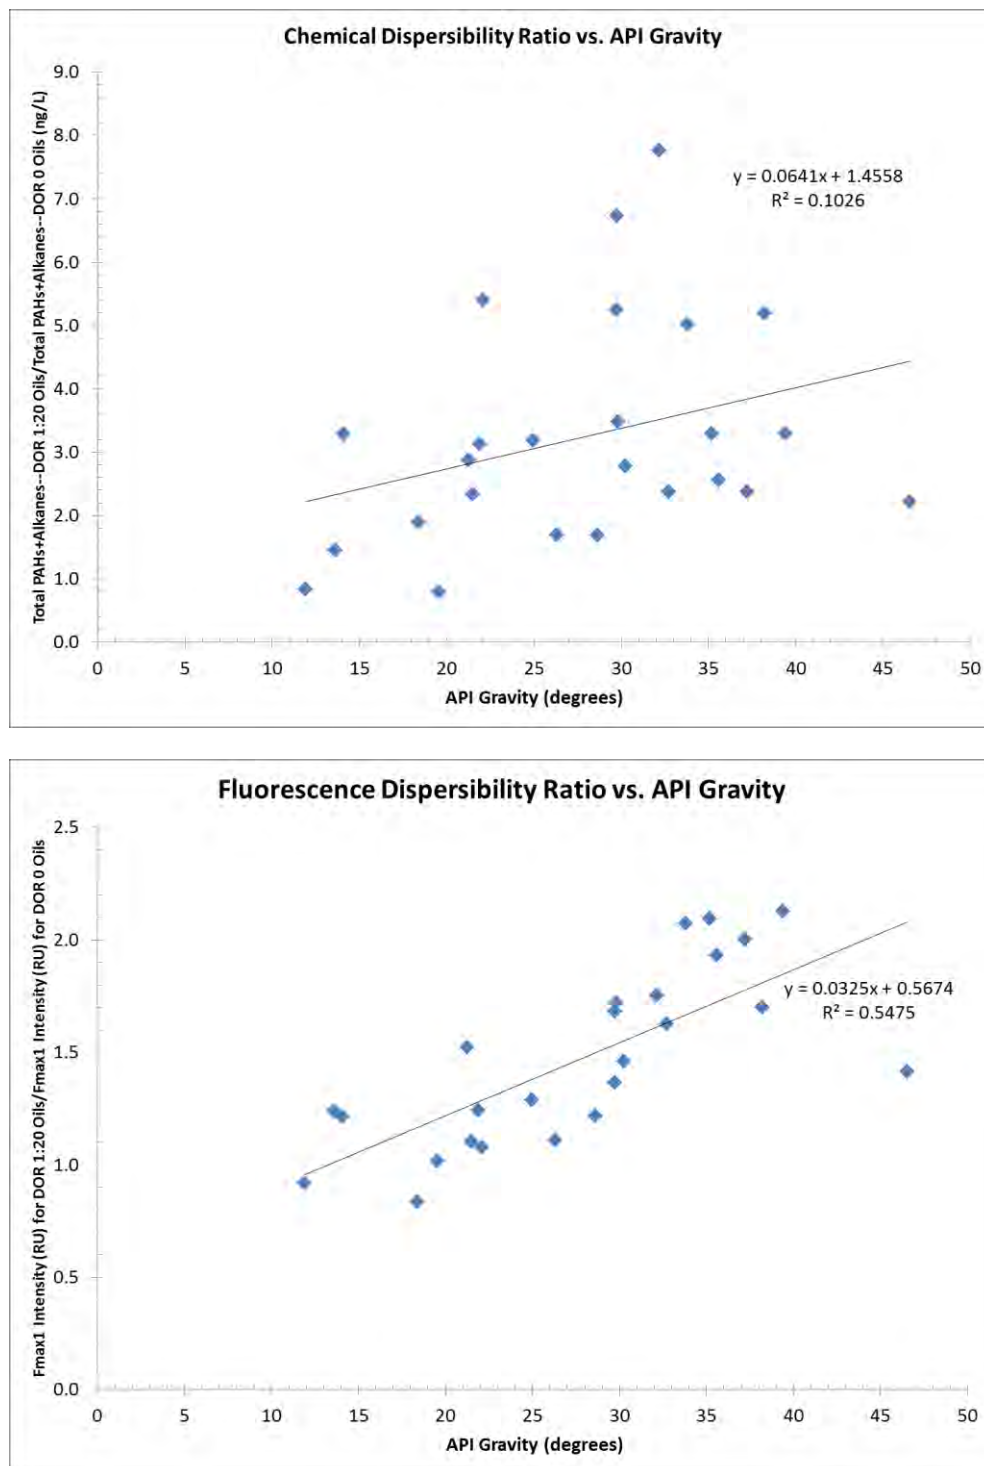 Chemical Dispersibility Ratio vs. API Gravity
Total PAHs+Alkanes--DOR 1:20 Oils/Total PAHs+Alkanes--DOR 0 Oils (ng/L)
9.0
8.0
7.0
6.0
5.0
4.0
3.0
2.0
1.0
0.0
y = 0.0641x + 1.4558
R² = 0.1026
0 5 10 15 20 25 30 35 40 45 50
API Gravity (degrees)
Fluorescence Dispersibility Ratio vs. API Gravity
Fmax1 Intensity (RU) for DOR 1:20 Oils/Fmax1 Intensity (RU) for DOR 0 Oils
2.5
2.0
1.5
1.0
0.5
0.0
y = 0.0325x + 0.5674
R² = 0.5475
0 5 10 15 20 25 30 35 40 45 50
API Gravity (degrees)